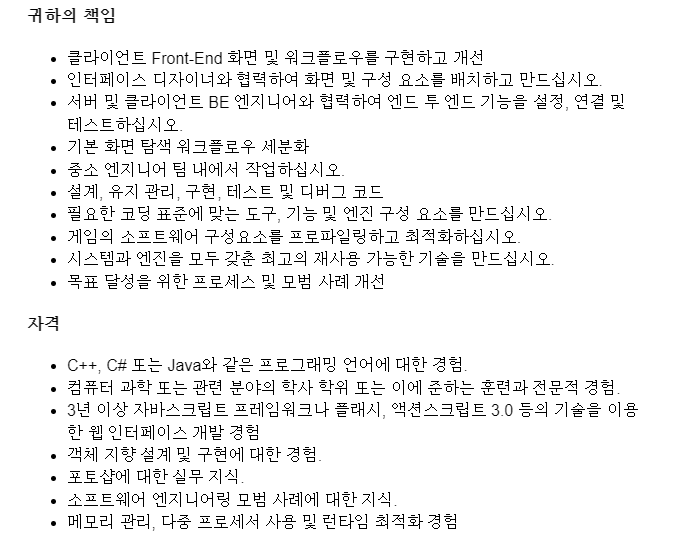 귀하의 책임
클라이언트 Front-End 화면 및 워크플로우를 구현하고 개선
인터페이스 디자이너와 협력하여 화면 및 구성 요소를 배치하고 만드십시오.
서버 및 클라이언트 BE 엔지니어와 협력하여 엔드 투 엔드 기능을 설정, 연결 및
테스트하십시오.
기본 화면 탐색 워크플로우 세분화
중소 엔지니어 팀 내에서 작업하십시오.
설계, 유지 관리, 구현, 테스트 및 디버그 코드
필요한 코딩 표준에 맞는 도구, 기능 및 엔진 구성 요소를 만드십시오.
게임의 소프트웨어 구성요소를 프로파일링하고 최적화하십시오.
시스템과 엔진을 모두 갖춘 최고의 재사용 가능한 기술을 만드십시오.
목표 달성을 위한 프로세스 및 모범 사례 개선
자격
C++, C# 또는 Java와 같은 프로그래밍 언어에 대한 경험.
컴퓨터 과학 또는 관련 분야의 학사 학위 또는 이에 준하는 훈련과 전문적 경험.
3년 이상 자바스크립트 프레임워크나 플래시, 액션스크립트 3.0 등의 기술을 이용
한 웹 인터페이스 개발 경험
객체 지향 설계 및 구현에 대한 경험.
포토샵에 대한 실무 지식.
소프트웨어 엔지니어링 모범 사례에 대한 지식.
메모리 관리, 다중 프로세서 사용 및 런타임 최적화 경험